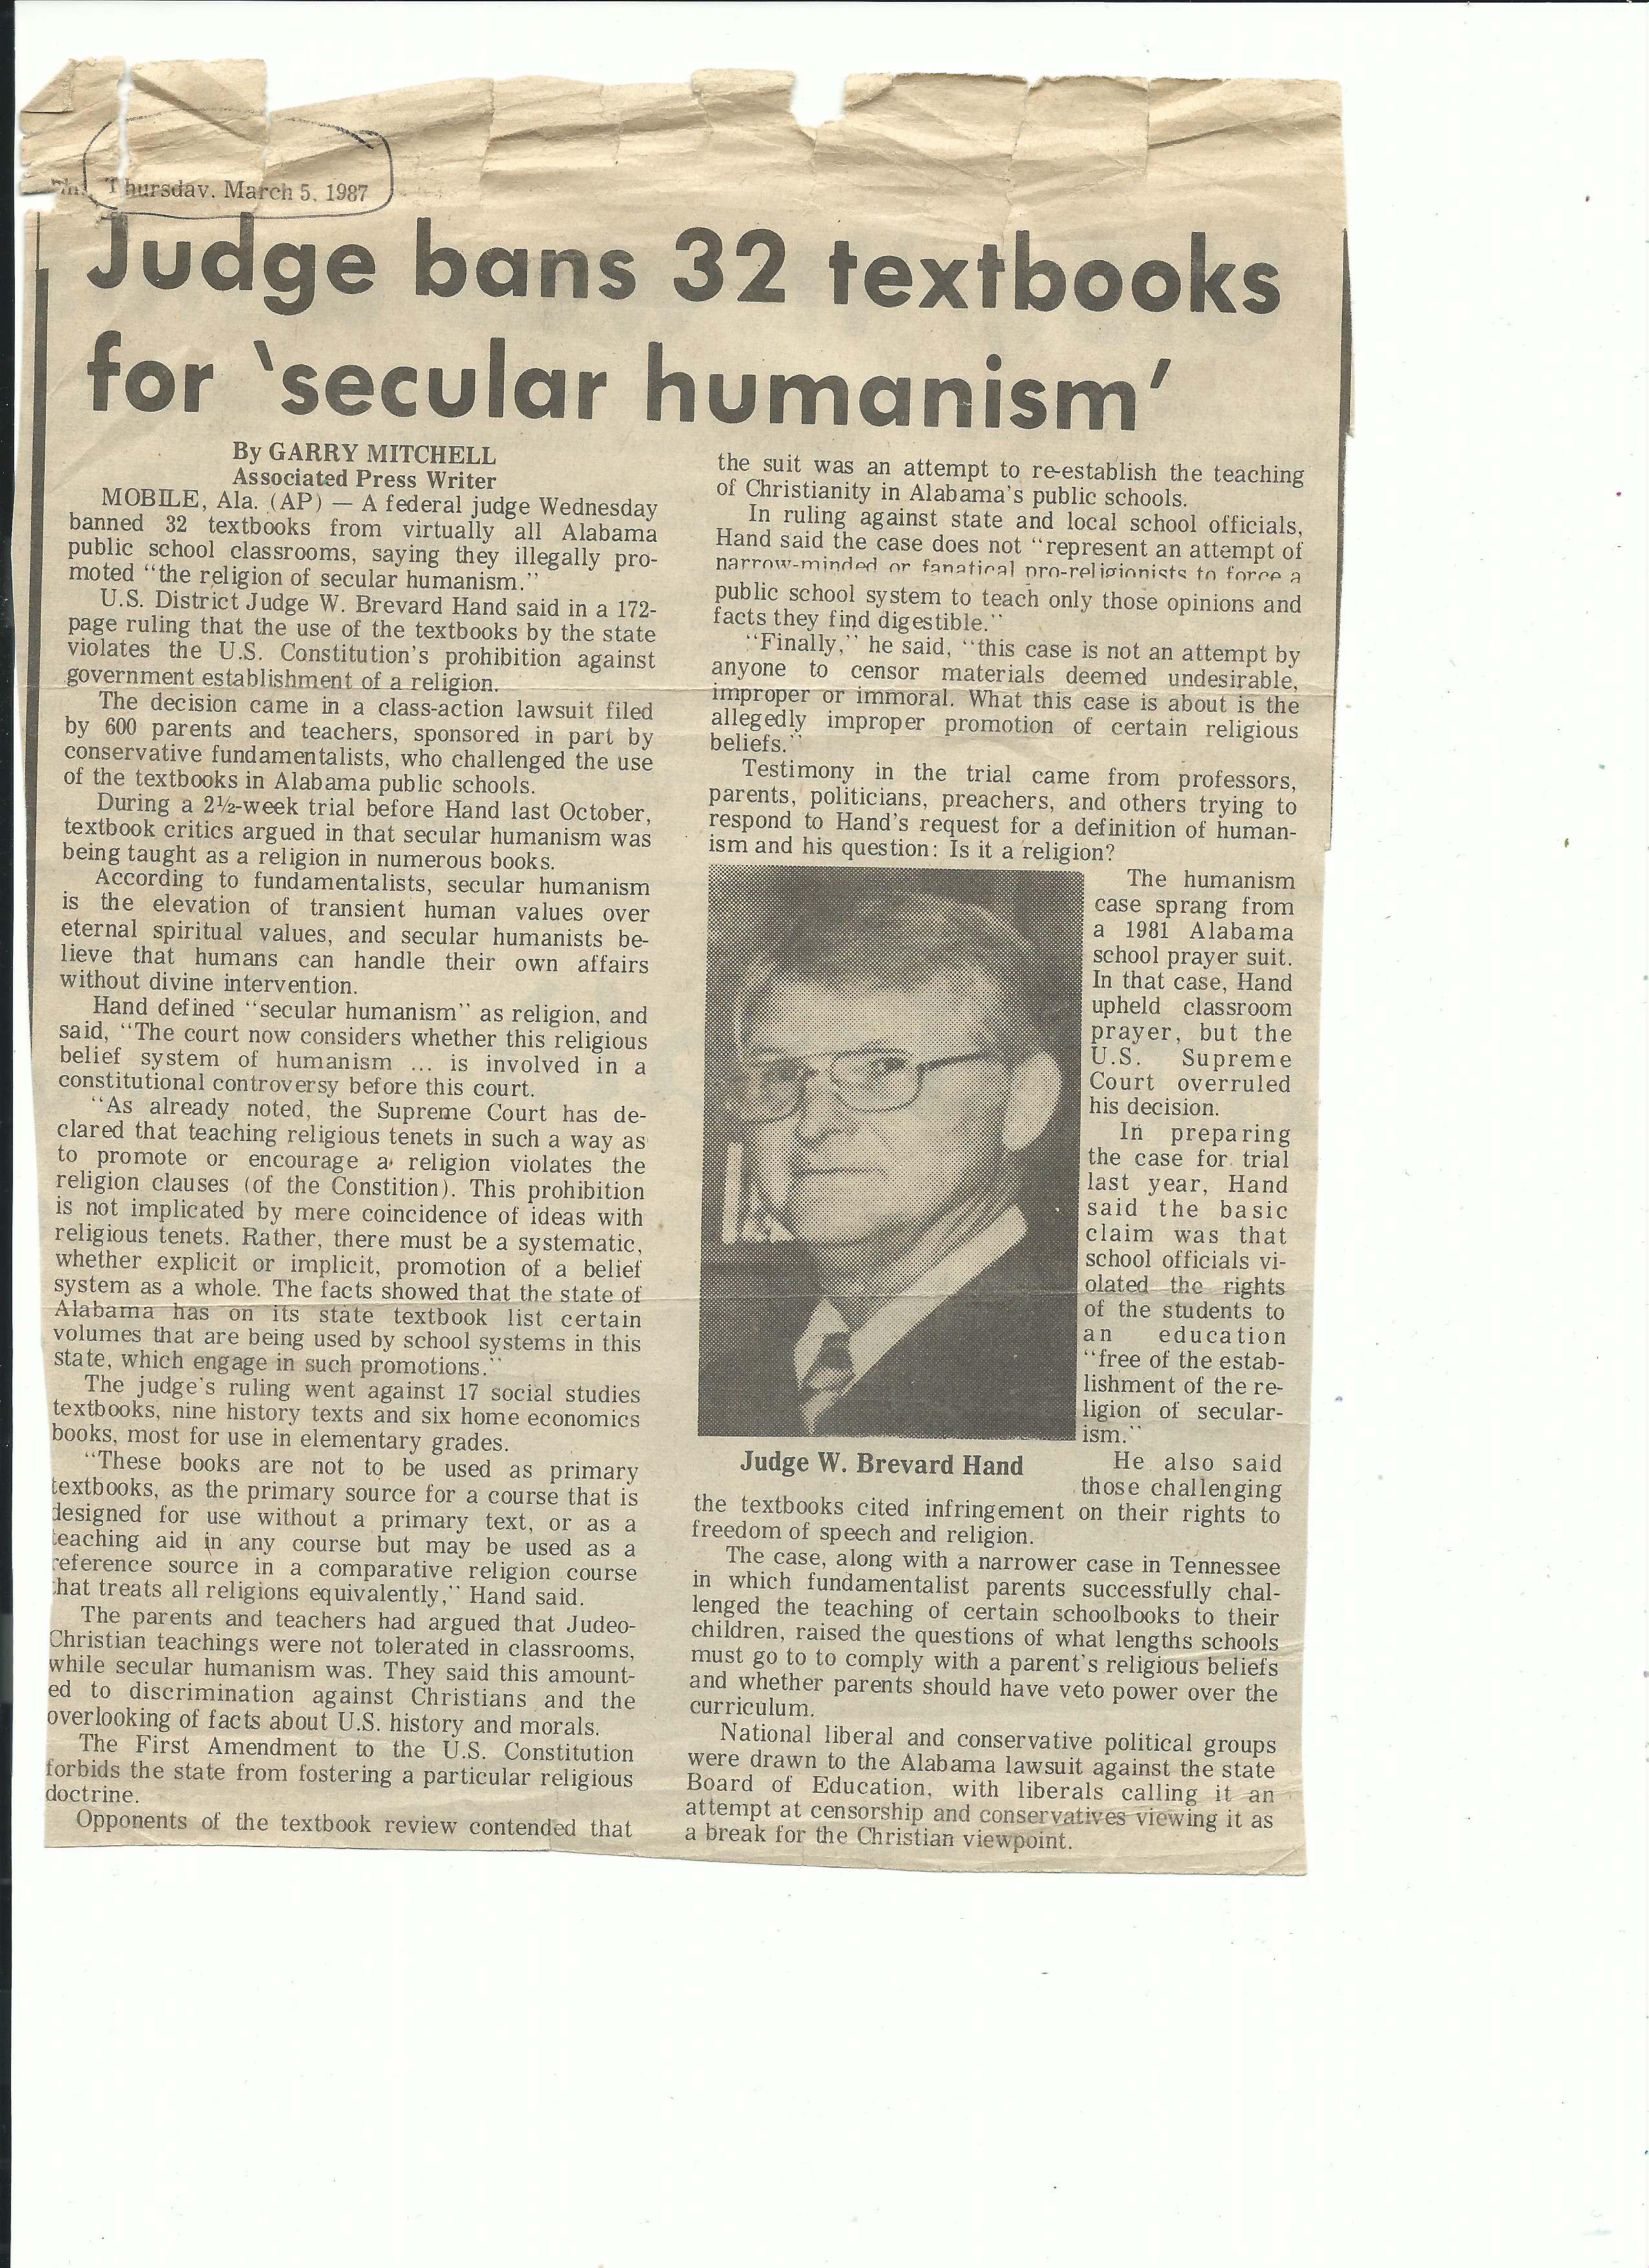 Thursday, March 5, 1987
Judge bans 32 textbooks
for 'secular humanism'
By GARRY MITCHELL
Associated Press Writer
MOBILE, Ala. (AP) — A federal judge Wednesday
banned 32 textbooks from virtually all Alabama
public school classrooms, saying they illegally pro-
moted "the religion of secular humanism."
U.S. District Judge W. Brevard Hand said in a 172-
page ruling that the use of the textbooks by the state
violates the U.S. Constitution's prohibition against
government establishment of a religion.
The decision came in a class-action lawsuit filed
by 600 parents and teachers, sponsored in part by
conservative fundamentalists, who challenged the use
of the textbooks in Alabama public schools.
During a 2½-week trial before Hand last October,
textbook critics argued in that secular humanism was
being taught as a religion in numerous books.
According to fundamentalists, secular humanism
is the elevation of transient human values over
eternal spiritual values, and secular humanists be-
lieve that humans can handle their own affairs
without divine intervention.
Hand defined "secular humanism" as religion, and
said, "The court now considers whether this religious
belief system of humanism ... is involved in a
constitutional controversy before this court.
"As already noted, the Supreme Court has de-
clared that teaching religious tenets in such a way as
to promote or encourage a religion violates the
religion clauses (of the Constition). This prohibition
is not implicated by mere coincidence of ideas with
religious tenets. Rather, there must be a systematic,
whether explicit or implicit, promotion of a belief
system as a whole. The facts showed that the state of
Alabama has on its state textbook list certain
volumes that are being used by school systems in this
state, which engage in such promotions."
The judge's ruling went against 17 social studies
textbooks, nine history texts and six home economics
books, most for use in elementary grades.
"These books are not to be used as primary
textbooks, as the primary source for a course that is
designed for use without a primary text, or as a
teaching aid in any course but may be used as a
reference source in a comparative religion course
that treats all religions equivalently," Hand said.
The parents and teachers had argued that Judeo-
Christian teachings were not tolerated in classrooms,
while secular humanism was. They said this amount-
ed to discrimination against Christians and the
overlooking of facts about U.S. history and morals.
The First Amendment to the U.S. Constitution
forbids the state from fostering a particular religious
doctrine.
Opponents of the textbook review contended that
the suit was an attempt to re-establish the teaching
of Christianity in Alabama's public schools.
In ruling against state and local school officials,
Hand said the case does not "represent an attempt of
narrow-minded or fanatical pro-religionists to force a
public school system to teach only those opinions and
facts they find digestible."
"Finally," he said, "this case is not an attempt by
anyone to censor materials deemed undesirable,
improper or immoral. What this case is about is the
allegedly improper promotion of certain religious
beliefs."
Testimony in the trial came from professors,
parents, politicians, preachers, and others trying to
respond to Hand's request for a definition of human-
ism and his question: Is it a religion?
The humanism
case sprang from
a 1981 Alabama
school prayer suit.
In that case, Hand
upheld classroom
prayer, but the
U.S. Supreme
Court overruled
his decision.
In preparing
the case for trial
last year, Hand
said the basic
claim was that
school officials vi-
olated the rights
of the students to
an education
"free of the estab-
lishment of the re-
ligion of secular-
ism."
Judge W. Brevard Hand
He also said
those challenging
the textbooks cited infringement on their rights to
freedom of speech and religion.
The case, along with a narrower case in Tennessee
in which fundamentalist parents successfully chal-
lenged the teaching of certain schoolbooks to their
children, raised the questions of what lengths schools
must go to to comply with a parent's religious beliefs
and whether parents should have veto power over the
curriculum.
National liberal and conservative political groups
were drawn to the Alabama lawsuit against the state
Board of Education, with liberals calling it an
attempt at censorship and conservatives viewing it as
a break for the Christian viewpoint.